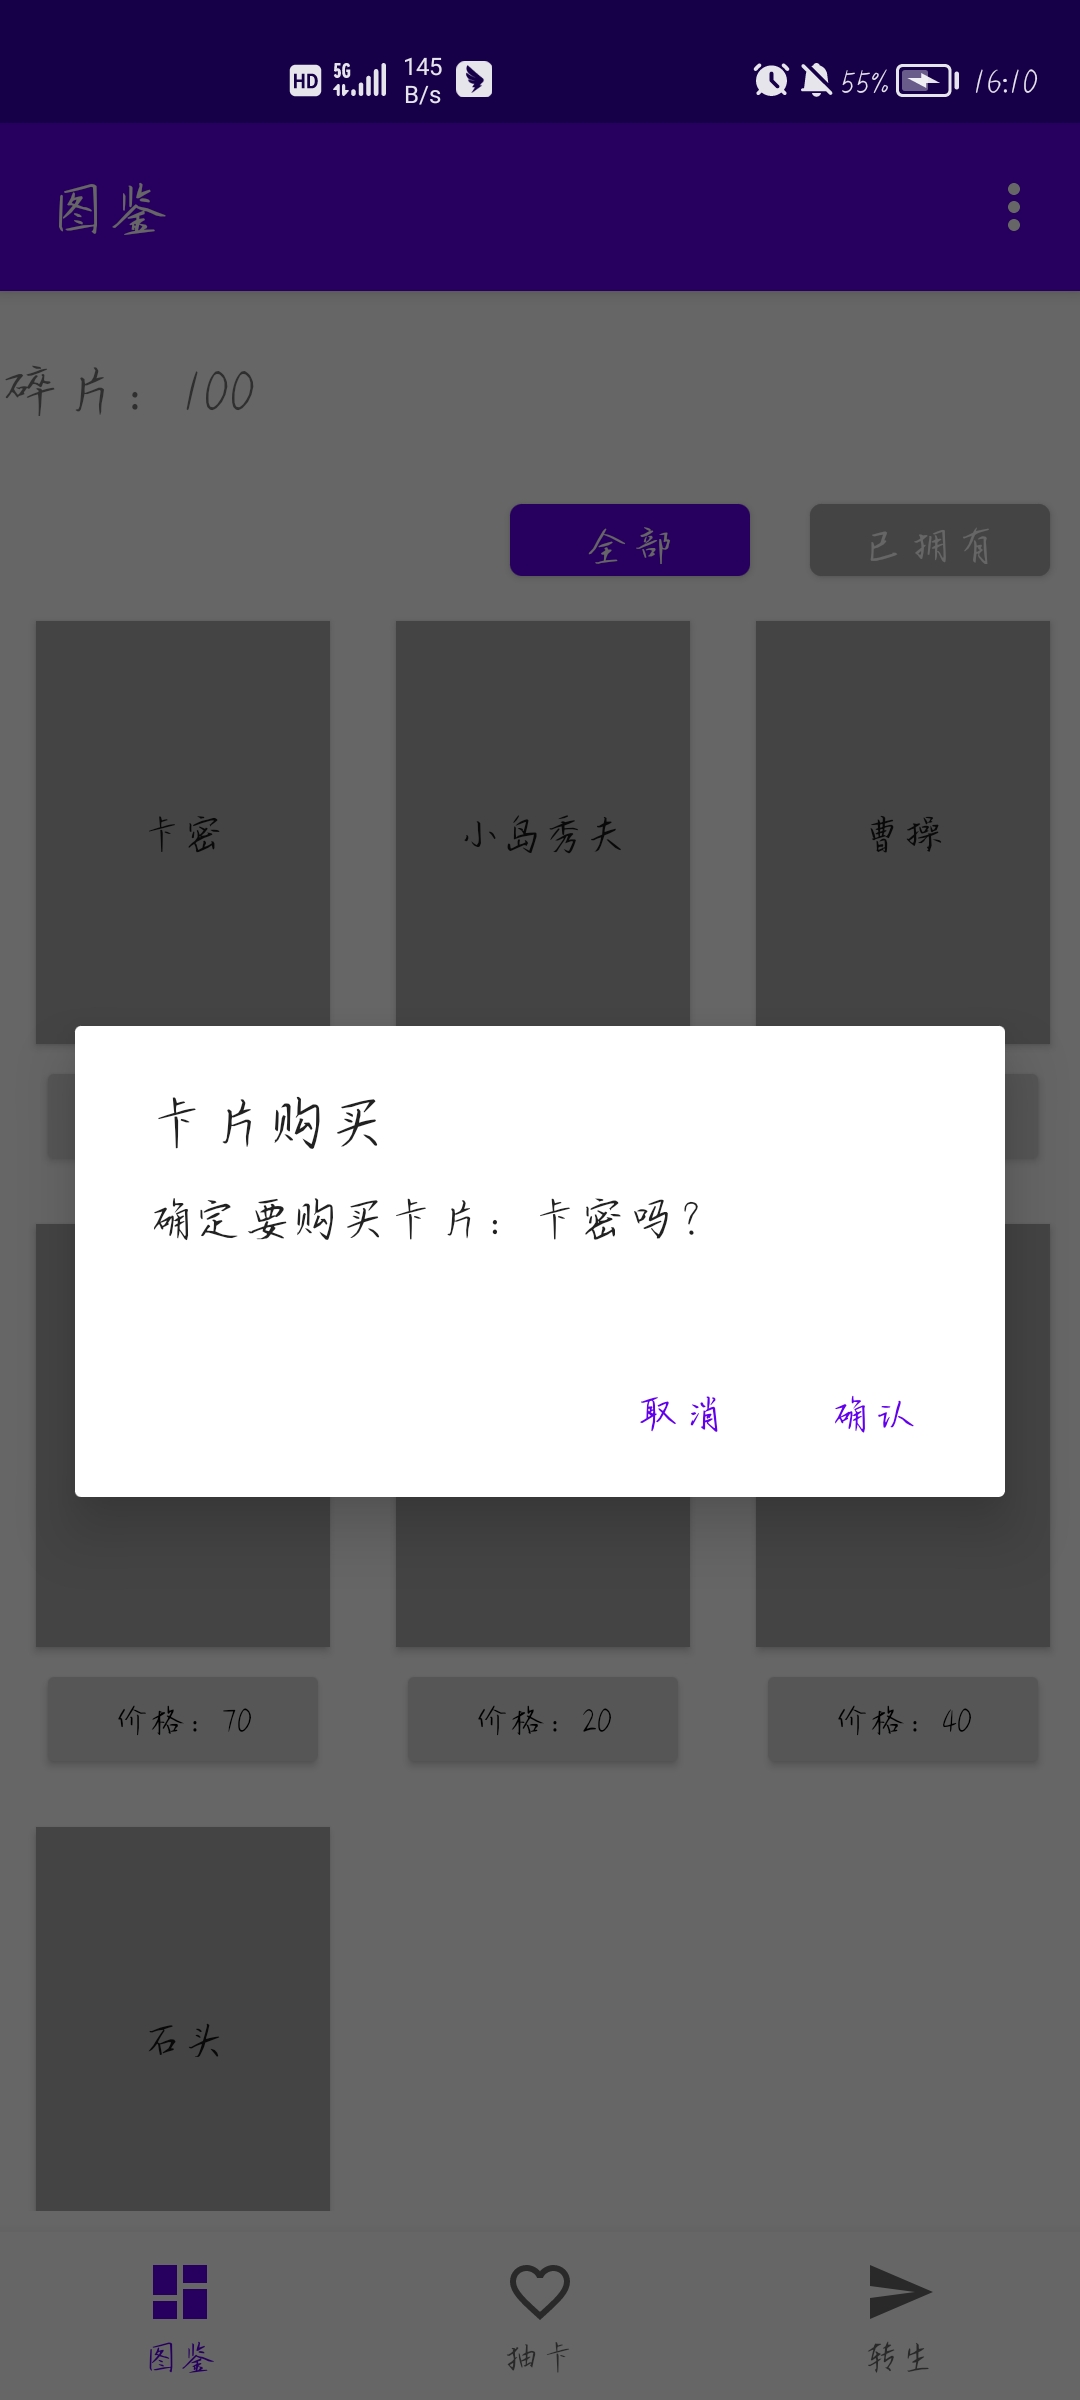 HD 5G 145 B/s 55% 16:10
图鉴
碎片：100
全部 已拥有
卡密 小岛秀夫 曹操
卡片购买
确定要购买卡片：卡密吗？
取消 确认
价格：70 价格：20 价格：40
石头
图鉴 抽卡 转生